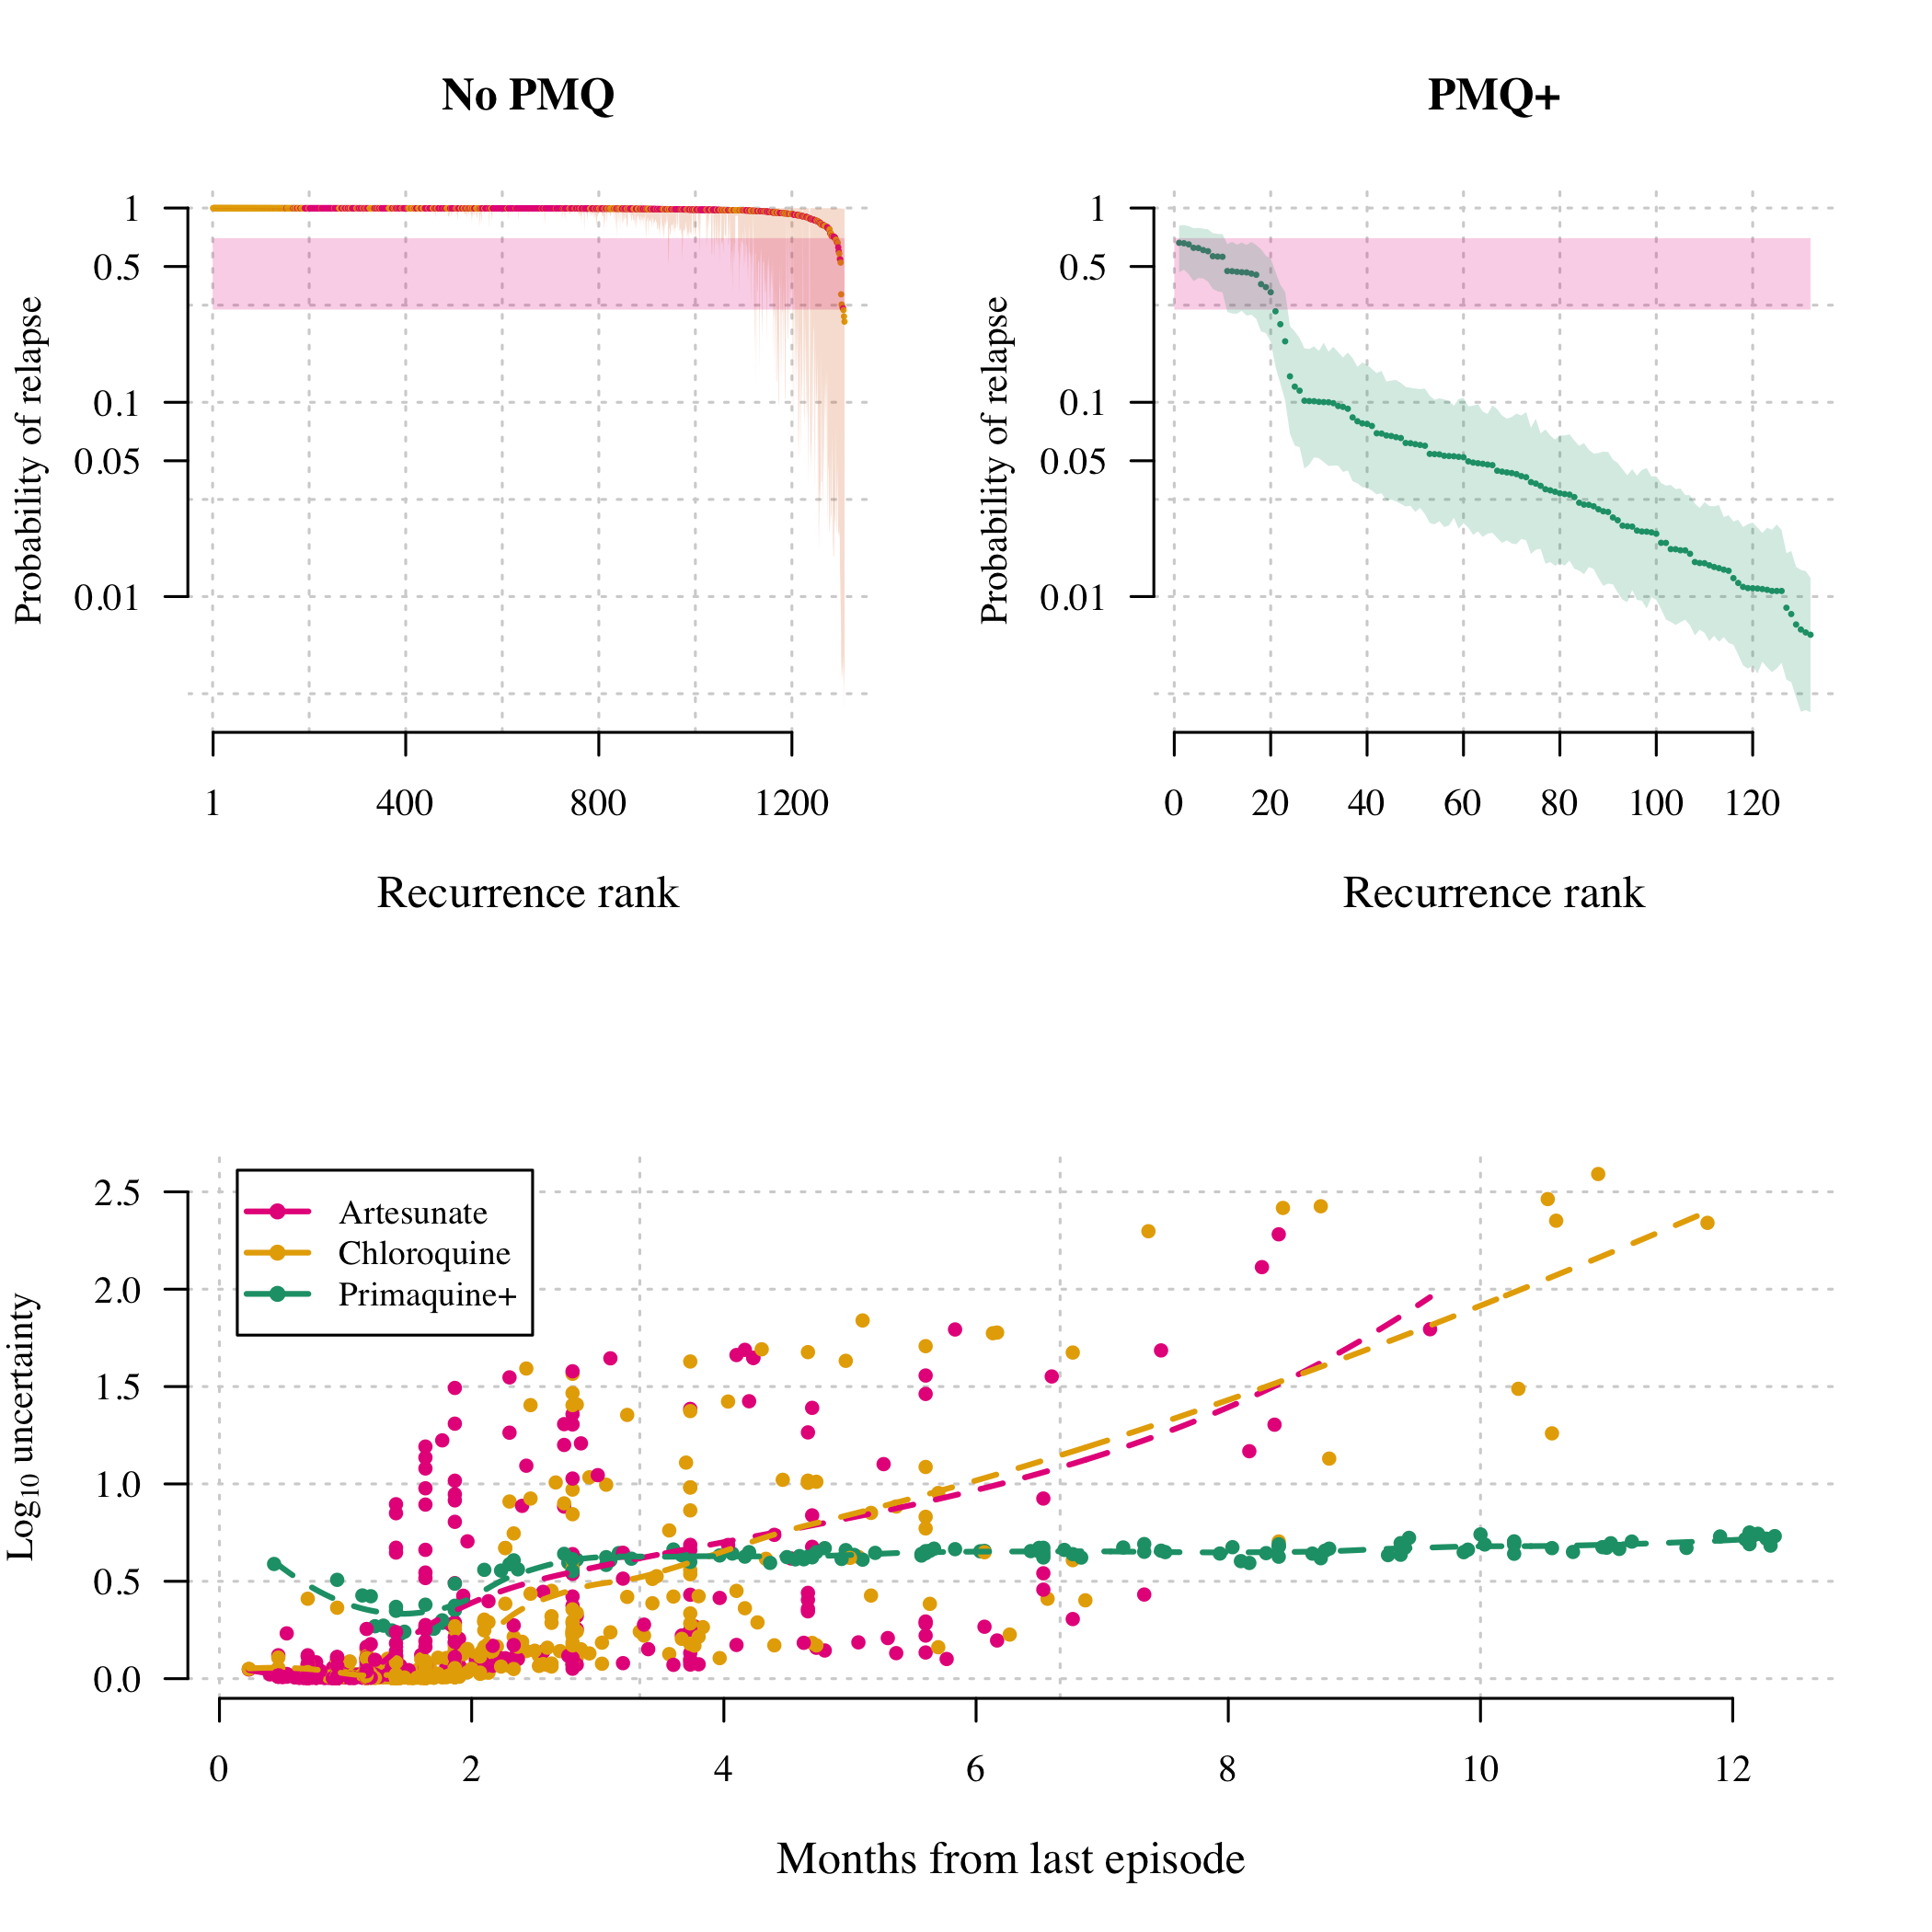 No PMQ
PMQ+
Probability of relapse
1
0.5
0.1
0.05
0.01
1 400 800 1200
Recurrence rank
Probability of relapse
1
0.5
0.1
0.05
0.01
0 20 40 60 80 100 120
Recurrence rank
Log10 uncertainty
2.5
2.0
1.5
1.0
0.5
0.0
Artesunate
Chloroquine
Primaquine+
0 2 4 6 8 10 12
Months from last episode